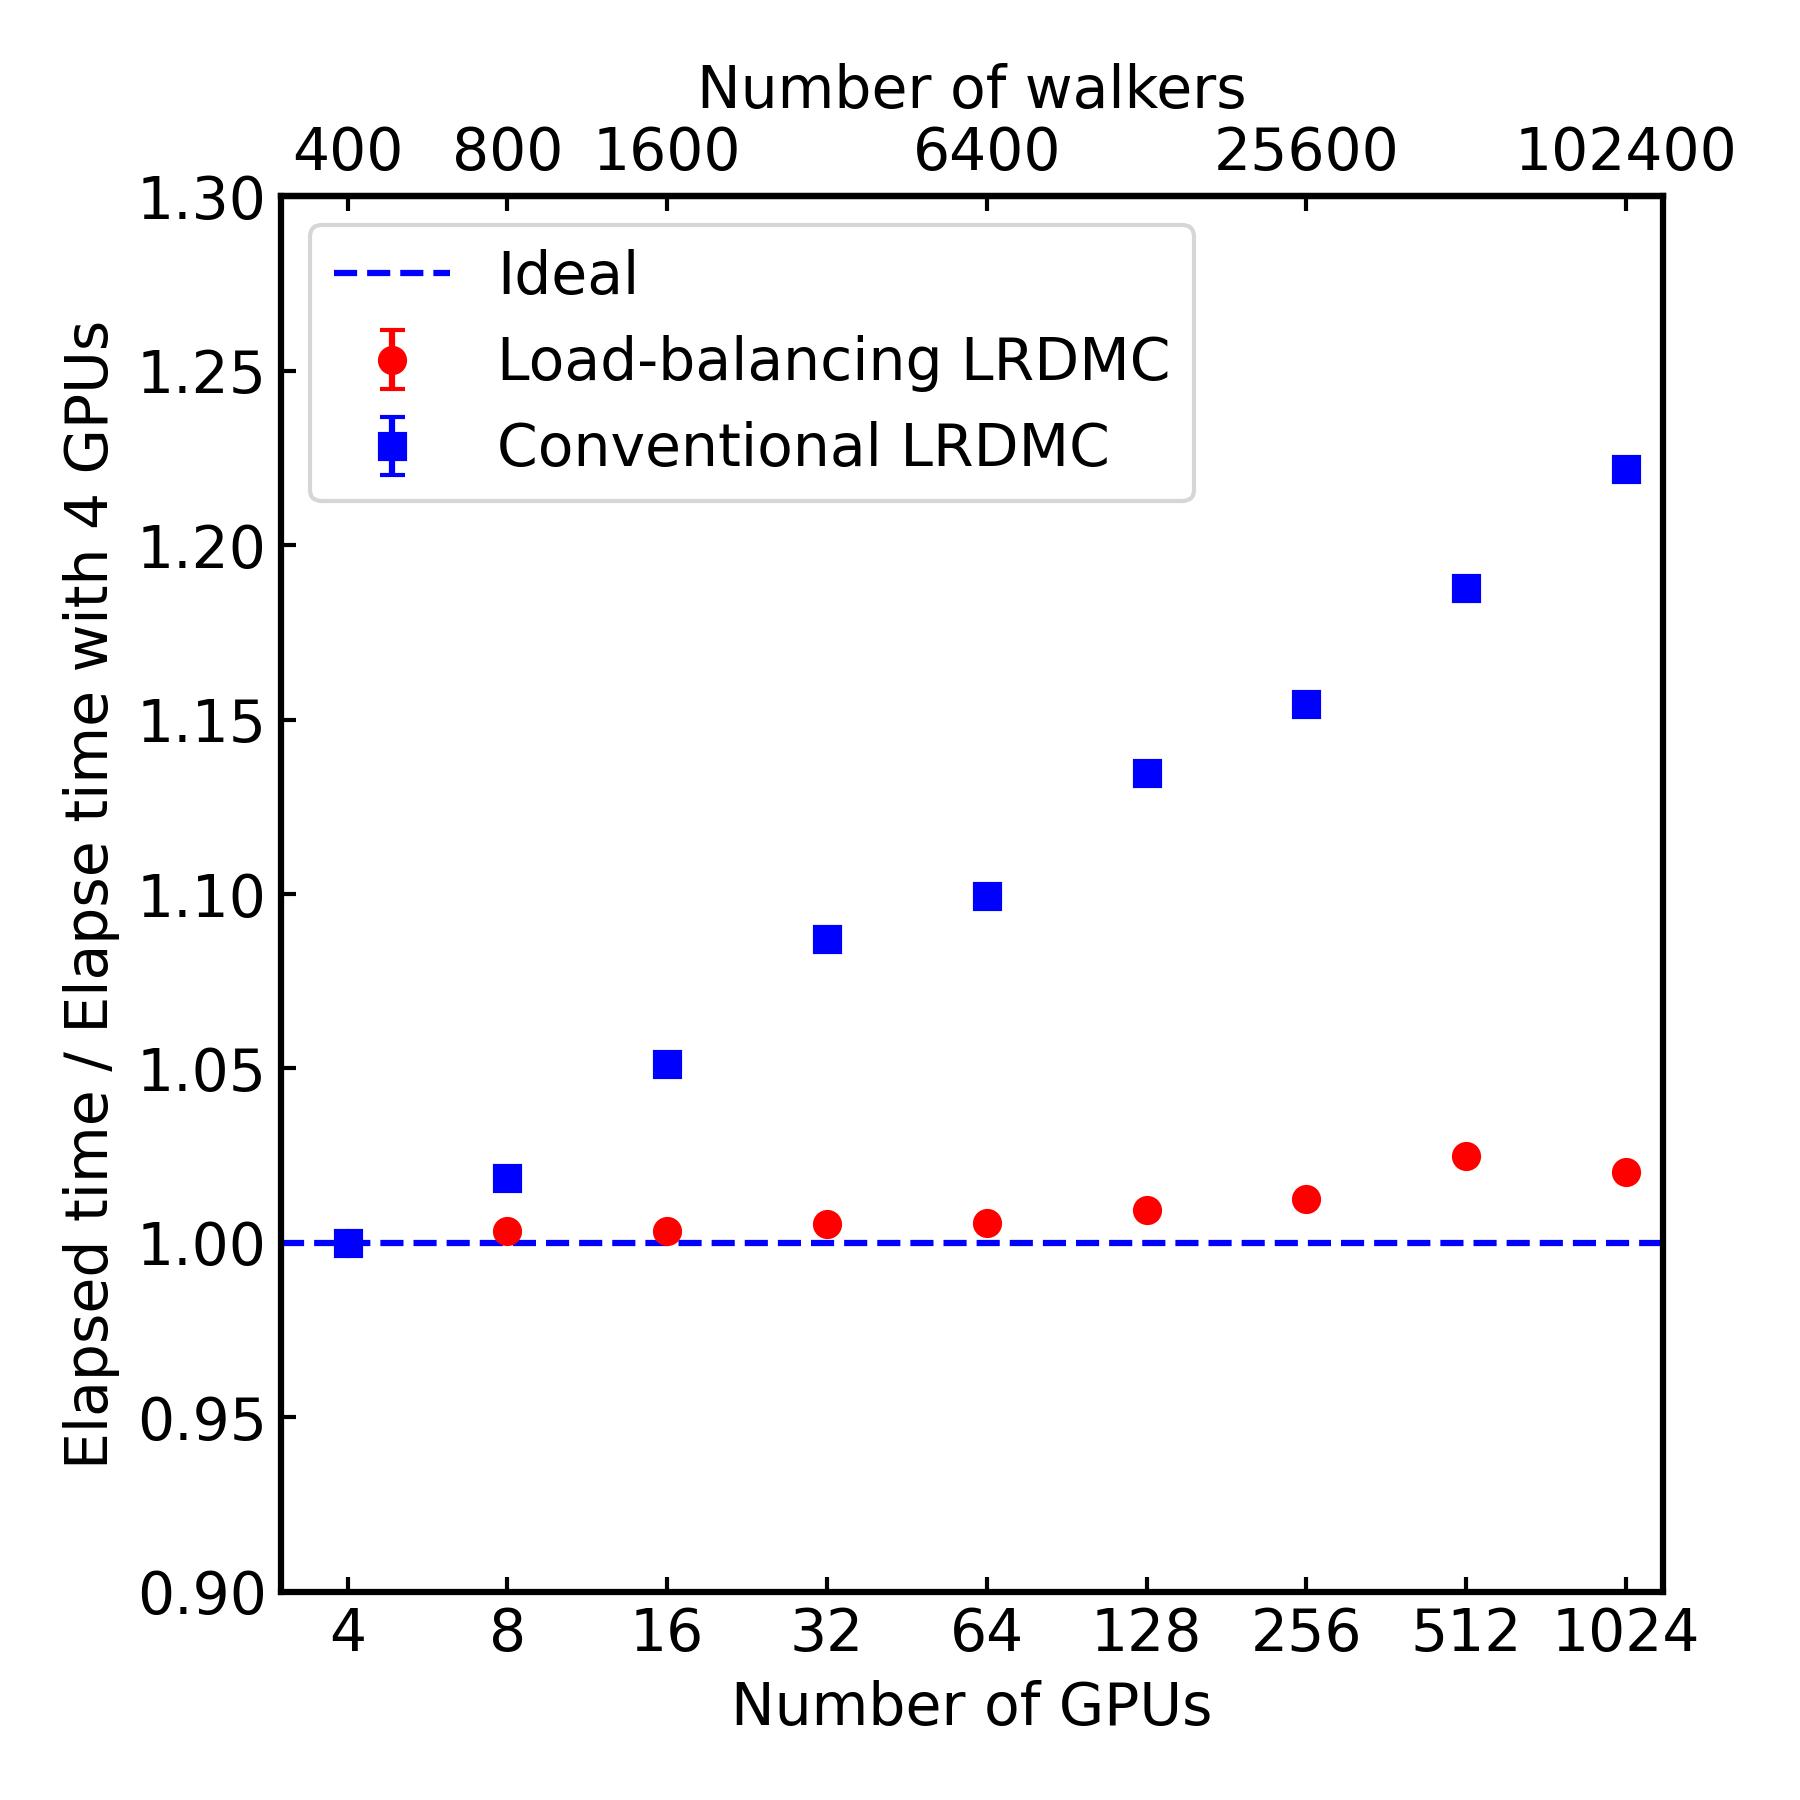 Number of walkers
400 800 1600 6400 25600 102400
1.30
1.25
1.20
1.15
1.10
1.05
1.00
0.95
0.90
Elapsed time / Elapse time with 4 GPUs
Ideal
Load-balancing LRDMC
Conventional LRDMC
4 8 16 32 64 128 256 512 1024
Number of GPUs